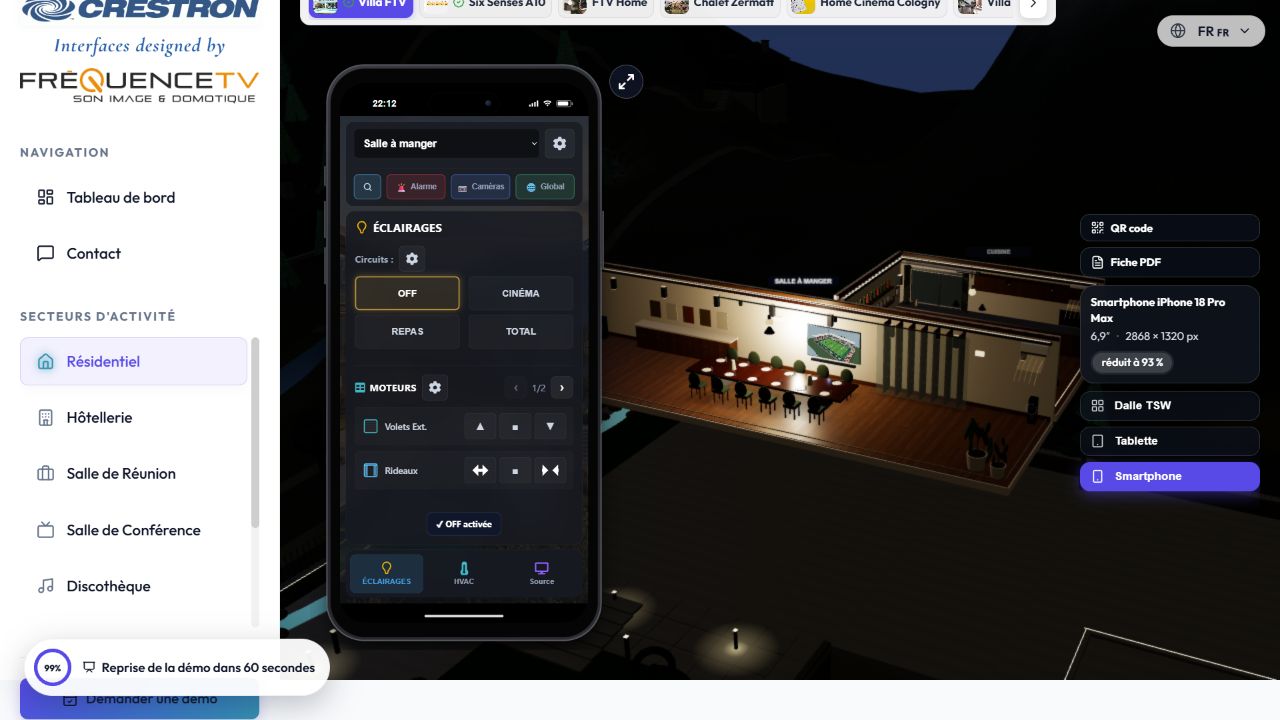 CRESTRON
Interfaces designed by
FRÉQUENCETV
SON IMAGE & DOMOTIQUE
NAVIGATION
Tableau de bord
Contact
SECTEURS D'ACTIVITÉ
Résidentiel
Hôtellerie
Salle de Réunion
Salle de Conférence
Discothèque
99%
Reprise de la démo dans 60 secondes
Demander une démo
Villa FTV
Six Senses A10
FTV Home
Chalet Zermatt
Home Cinema Cologny
Villa
FR FR
22:12
Salle à manger
Alarme
Caméras
Global
ÉCLAIRAGES
Circuits :
OFF
CINÉMA
REPAS
TOTAL
MOTEURS
1/2
Volets Ext.
Rideaux
✓ OFF activée
ÉCLAIRAGES
HVAC
Source
SALLE À MANGER
CUISINE
QR code
Fiche PDF
Smartphone iPhone 18 Pro
Max
6,9" · 2868 × 1320 px
réduit à 93 %
Dalle TSW
Tablette
Smartphone